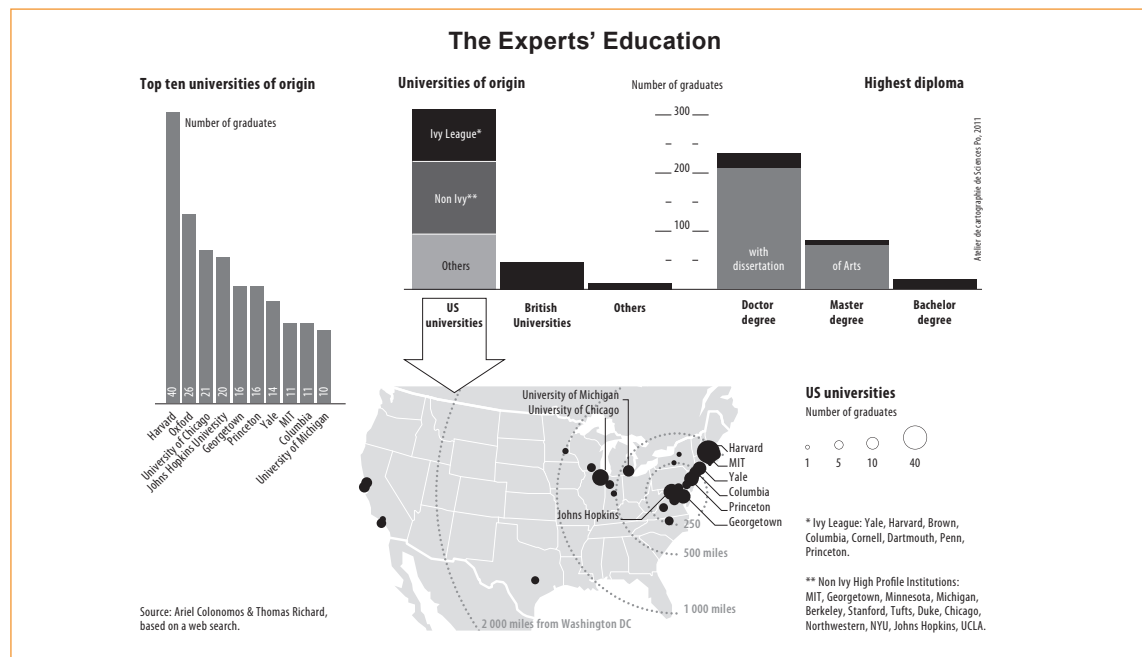 The Experts’ Education
Top ten universities of origin
Number of graduates
40
26
21
20
16
16
14
11
11
10
Harvard
Oxford
University of Chicago
Johns Hopkins University
Georgetown
Princeton
Yale
MIT
Columbia
University of Michigan
Universities of origin
Ivy League*
Non Ivy**
Others
US
universities
British
Universities
Others
Number of graduates
300
200
100
Highest diploma
with
dissertation
of Arts
Doctor
degree
Master
degree
Bachelor
degree
Atelier de cartographie de Sciences Po, 2011
University of Michigan
University of Chicago
Harvard
MIT
Yale
Columbia
Princeton
Georgetown
Johns Hopkins
250
500 miles
1 000 miles
2 000 miles from Washington DC
US universities
Number of graduates
1 5 10 40
* Ivy League: Yale, Harvard, Brown,
Columbia, Cornell, Dartmouth, Penn,
Princeton.
** Non Ivy High Profile Institutions:
MIT, Georgetown, Minnesota, Michigan,
Berkeley, Stanford, Tufts, Duke, Chicago,
Northwestern, NYU, Johns Hopkins, UCLA.
Source: Ariel Colonomos & Thomas Richard,
based on a web search.